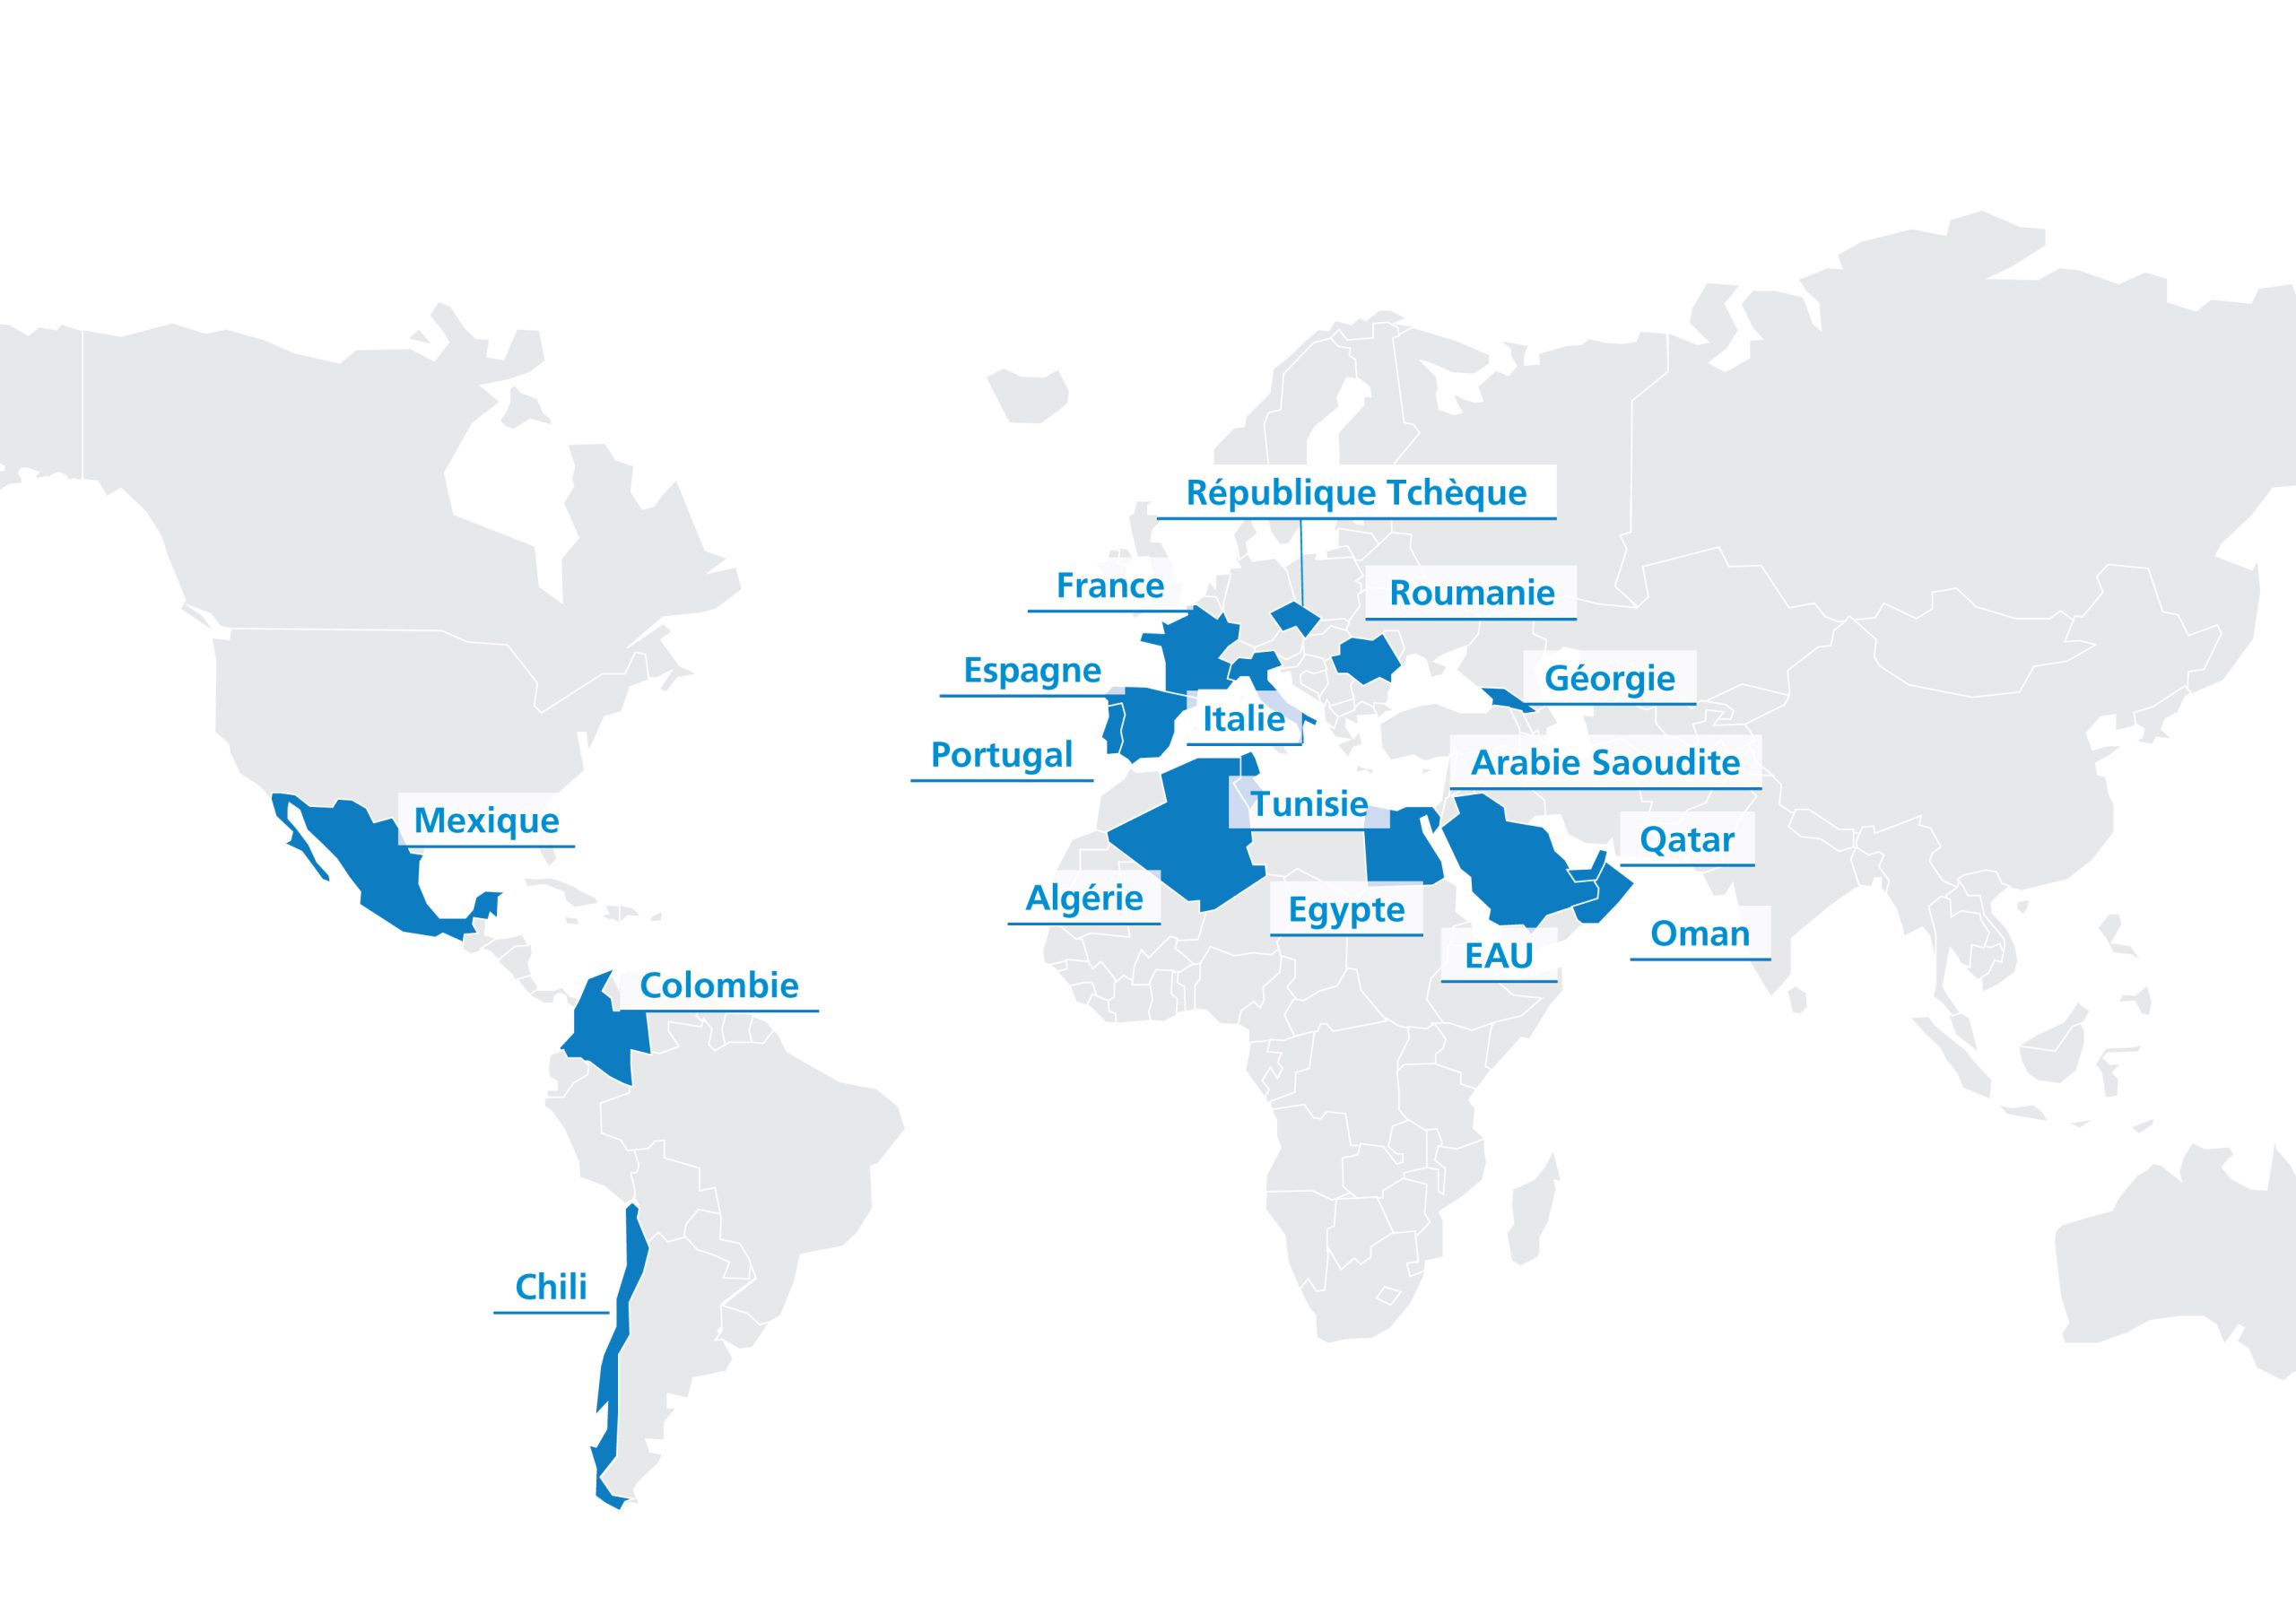 République Tchèque
France
Roumanie
Espagne
Géorgie
Italie
Portugal
Arabie Saoudite
Tunisie
Mexique
Qatar
Algérie
Egypte
Oman
EAU
Colombie
Chili